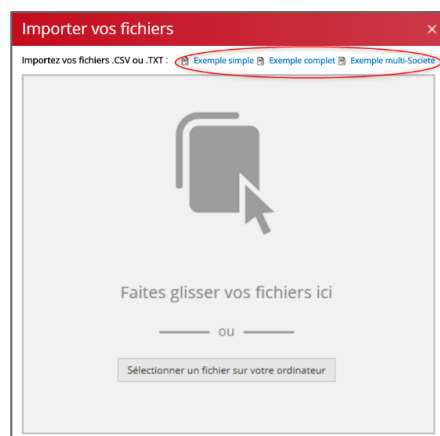 Importer vos fichiers ×
Importez vos fichiers .CSV ou .TXT : Exemple simple Exemple complet Exemple multi-Societé
Faites glisser vos fichiers ici
ou
Sélectionner un fichier sur votre ordinateur